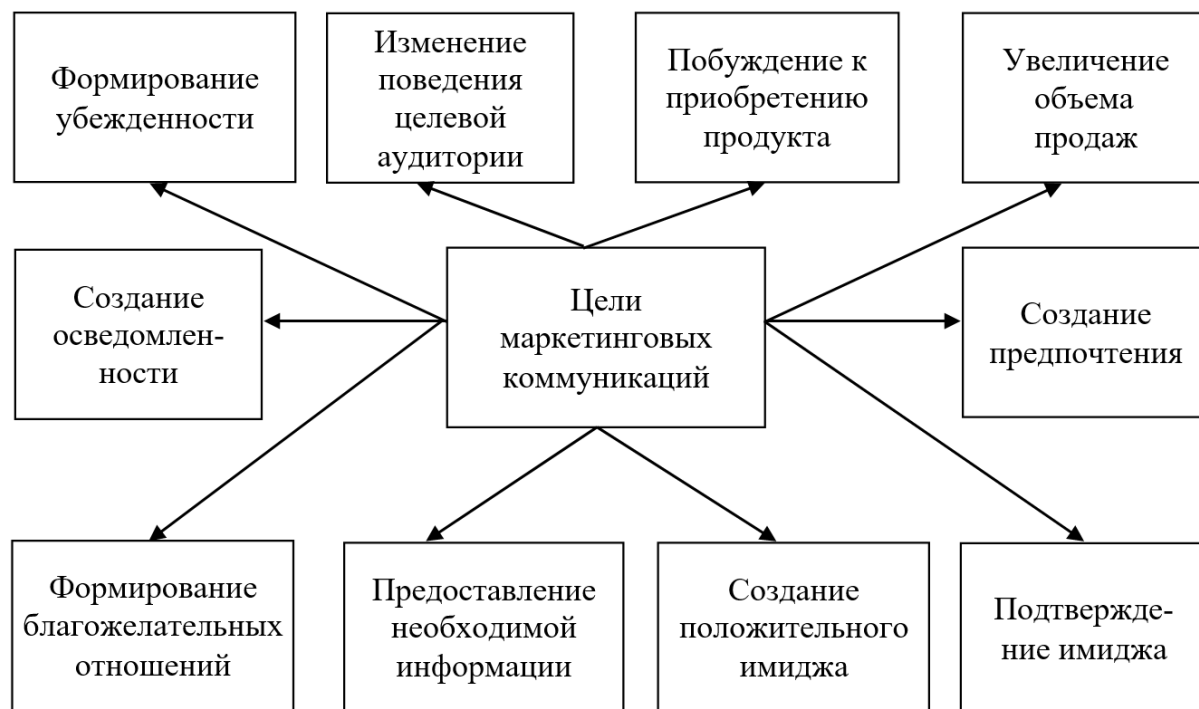 Формирование
убежденности
Изменение
поведения
целевой
аудитории
Побуждение к
приобретению
продукта
Увеличение
объема
продаж
Создание
осведомлен-
ности
Цели
маркетинговых
коммуникаций
Создание
предпочтения
Формирование
благожелательных
отношений
Предоставление
необходимой
информации
Создание
положительного
имиджа
Подтвержде-
ние имиджа